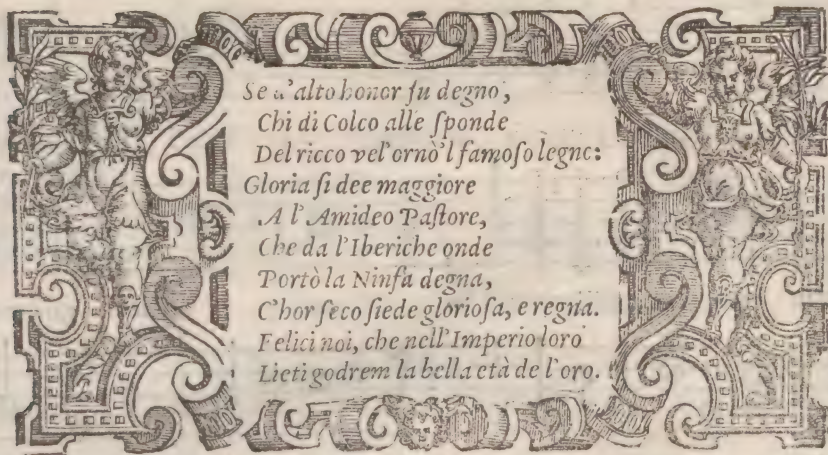 Se d'alto honor fu degno,
Chi di Colco alle ſponde
Del ricco vel'ornò'l famoſo legno:
Gloria ſi dee maggiore
A l'Amideo Paſtore,
Che da l'Iberiche onde
Portò la Ninfa degna,
C'hor ſeco ſiede glorioſa, e regna.
Felici noi, che nell'Imperio loro
Lieti godrem la bella età de l'oro.